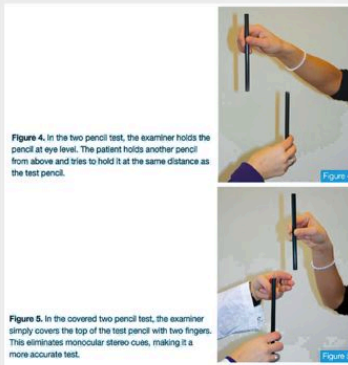 Figure 4. In the two pencil test, the examiner holds the
pencil at eye level. The patient holds another pencil
from above and tries to hold it at the same distance as
the test pencil.
Figure
Figure 5. In the covered two pencil test, the examiner
simply covers the top of the test pencil with two fingers.
This eliminates monocular stereo cues, making it a
more accurate test.
Figure